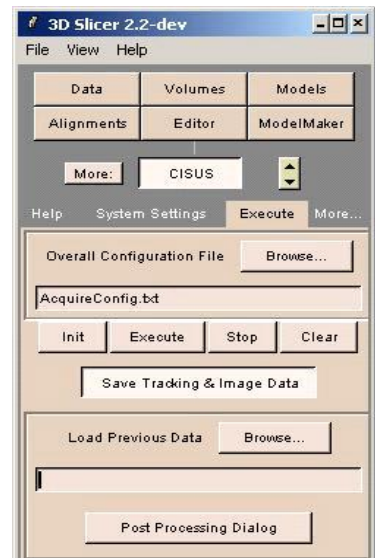 3D Slicer 2.2-dev
File View Help
Data Volumes Models
Alignments Editor ModelMaker
More: CISUS
Help System Settings Execute More...
Overall Configuration File Browse...
AcquireConfig.txt
Init Execute Stop Clear
Save Tracking & Image Data
Load Previous Data Browse...
Post Processing Dialog